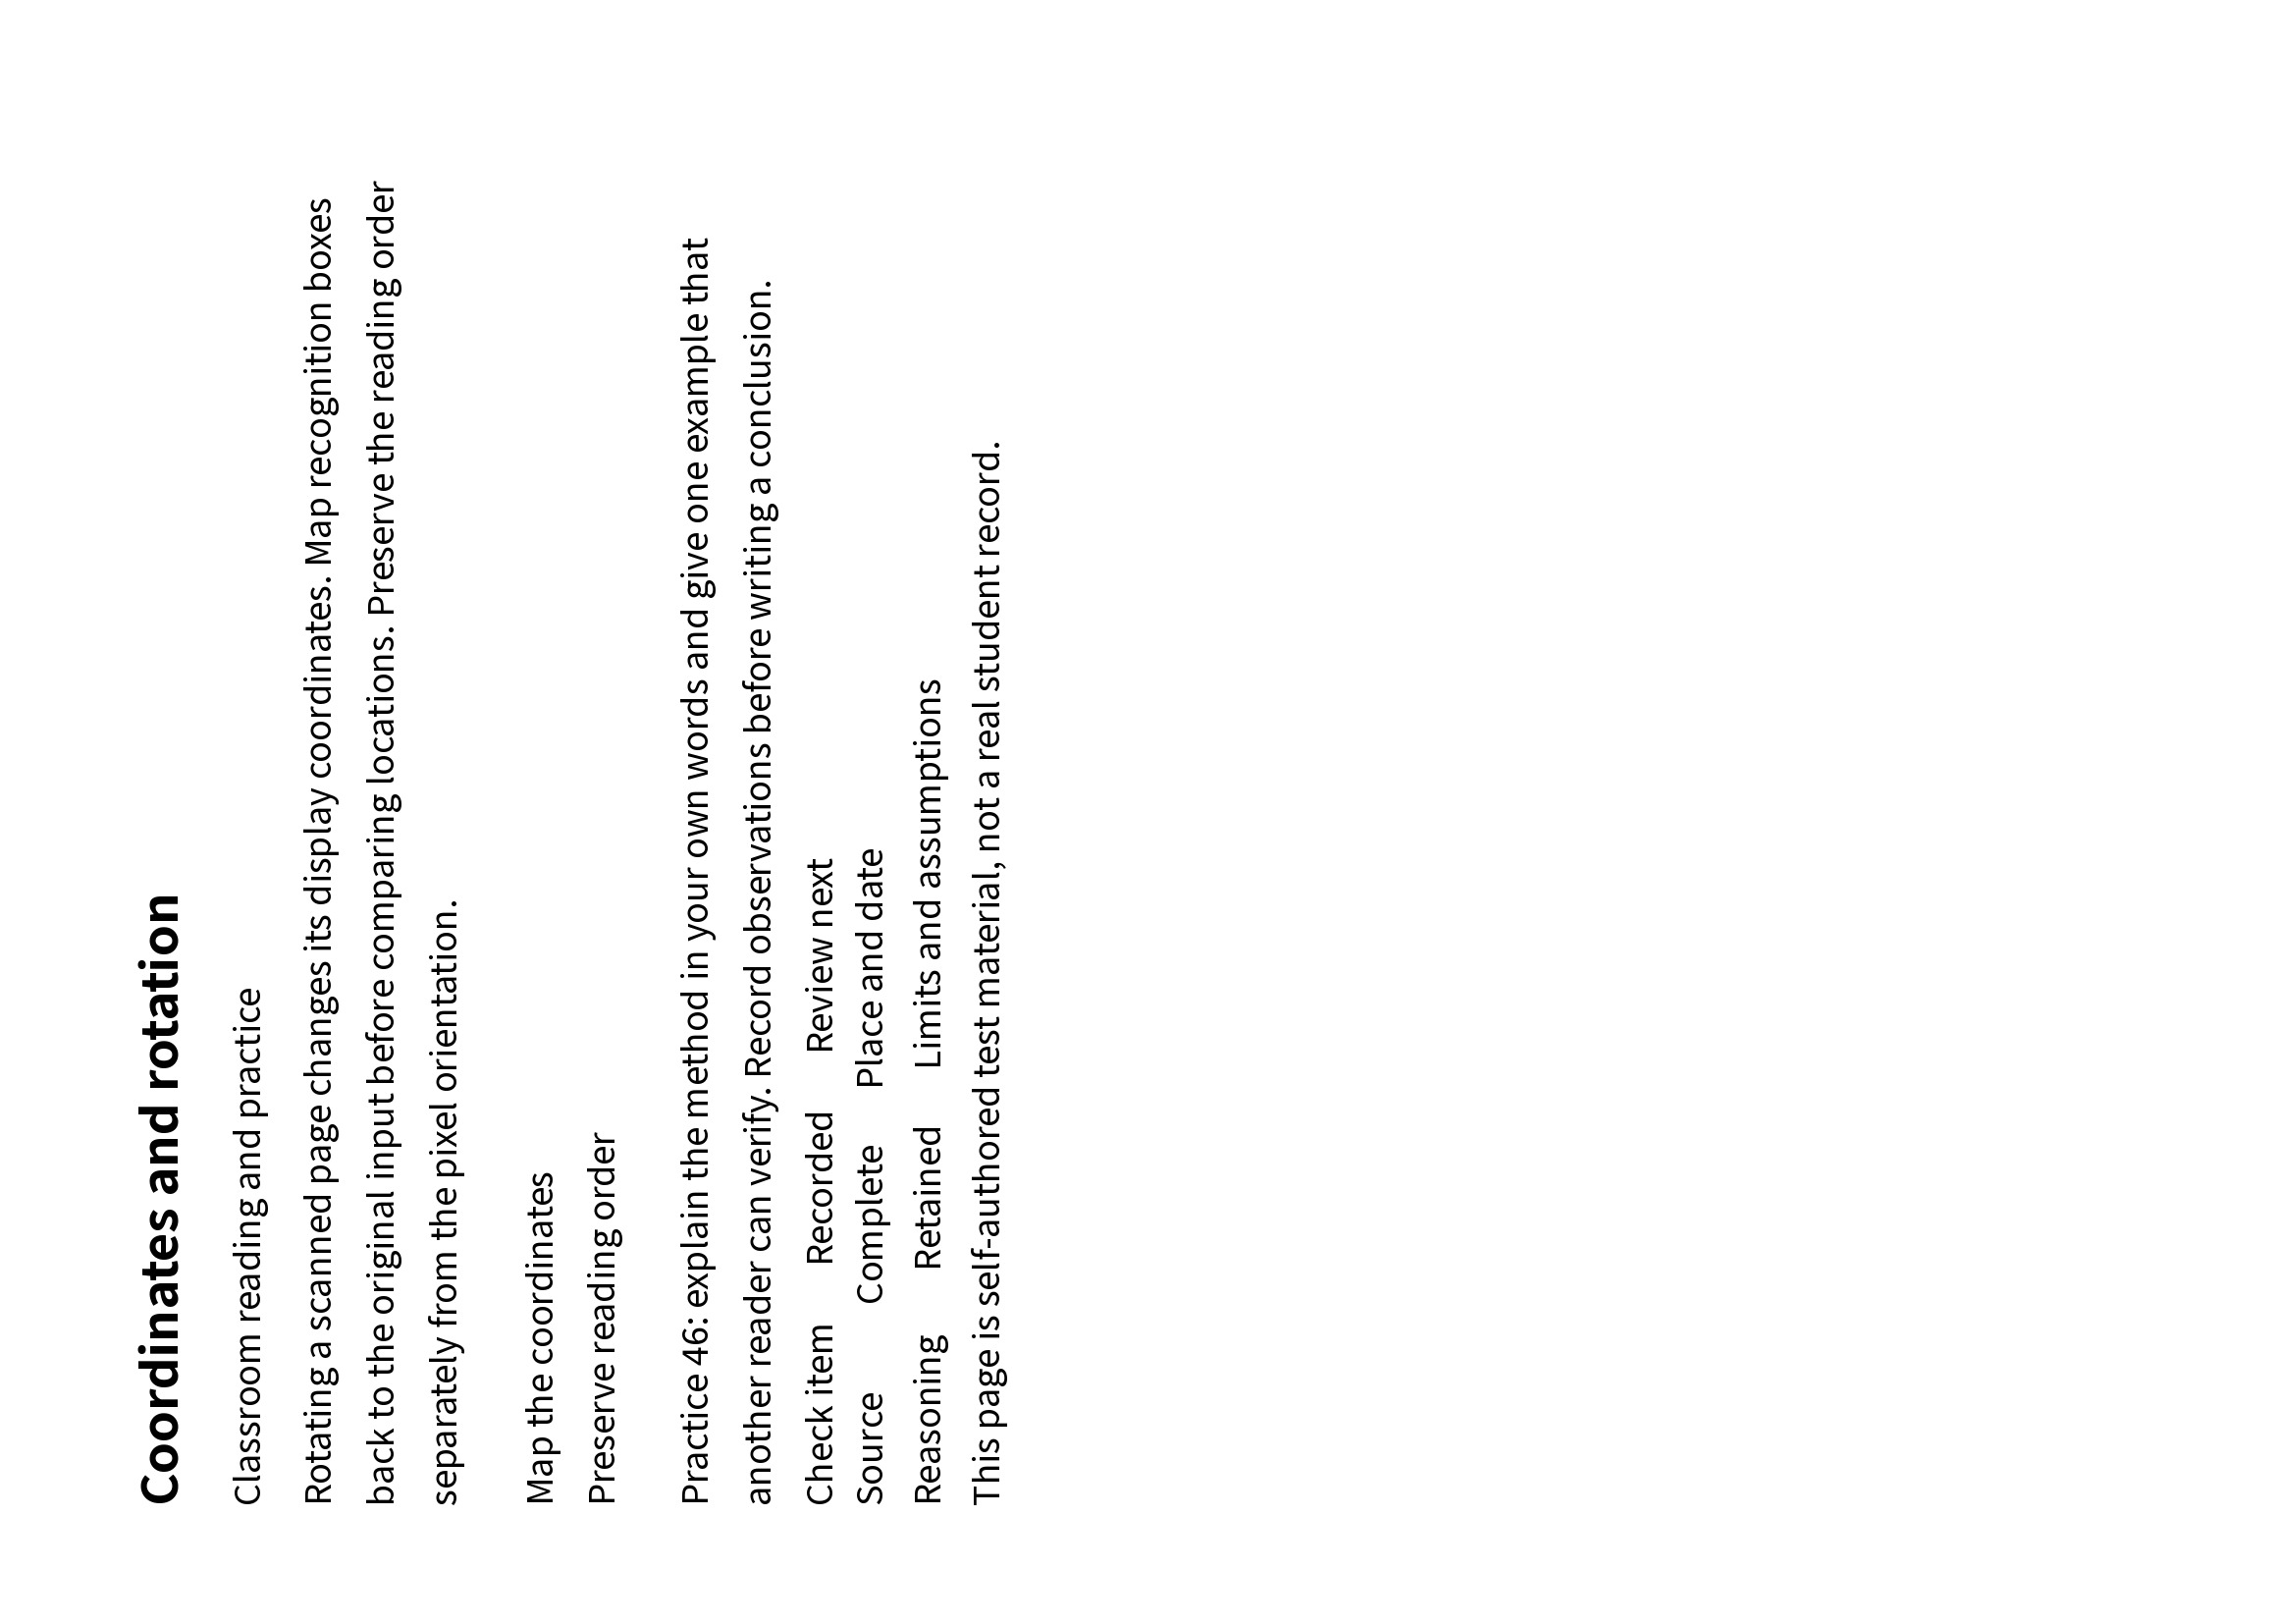 Coordinates and rotation
Classroom reading and practice
Rotating a scanned page changes its display coordinates. Map recognition boxes
back to the original input before comparing locations. Preserve the reading order
separately from the pixel orientation.
Map the coordinates
Preserve reading order
Practice 46: explain the method in your own words and give one example that
another reader can verify. Record observations before writing a conclusion.
Check item Recorded Review next
Source Complete Place and date
Reasoning Retained Limits and assumptions
This page is self-authored test material, not a real student record.